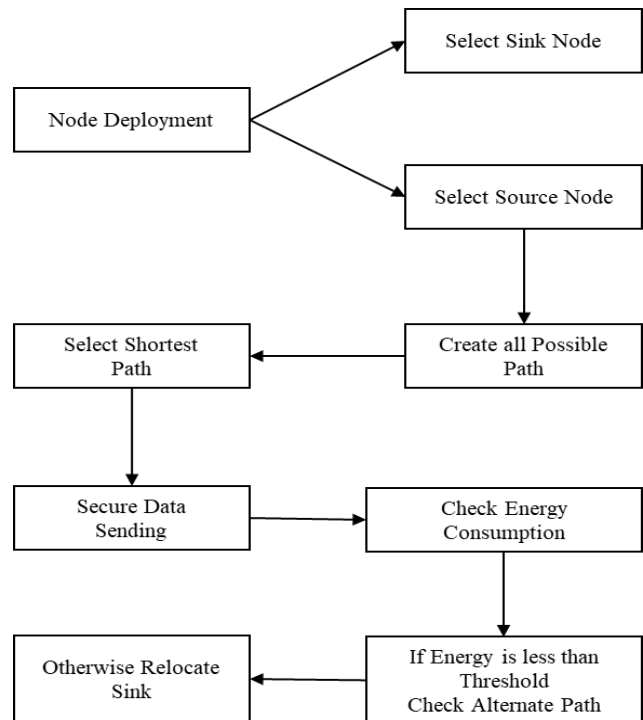 Select Sink Node
Node Deployment
Select Source Node
Select Shortest
Path
Create all Possible
Path
Secure Data
Sending
Check Energy
Consumption
Otherwise Relocate
Sink
If Energy is less than
Threshold
Check Alternate Path